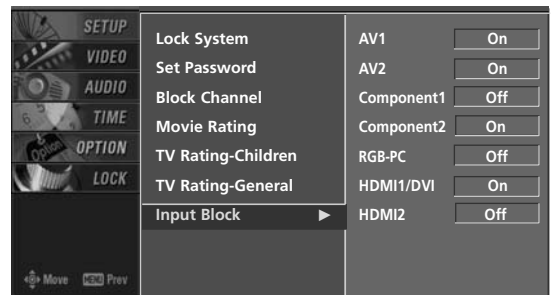 SETUP
VIDEO
AUDIO
TIME
OPTION
LOCK
Move MENU Prev
Lock System
Set Password
Block Channel
Movie Rating
TV Rating-Children
TV Rating-General
Input Block ►
AV1 On
AV2 On
Component1 Off
Component2 On
RGB-PC Off
HDMI1/DVI On
HDMI2 Off